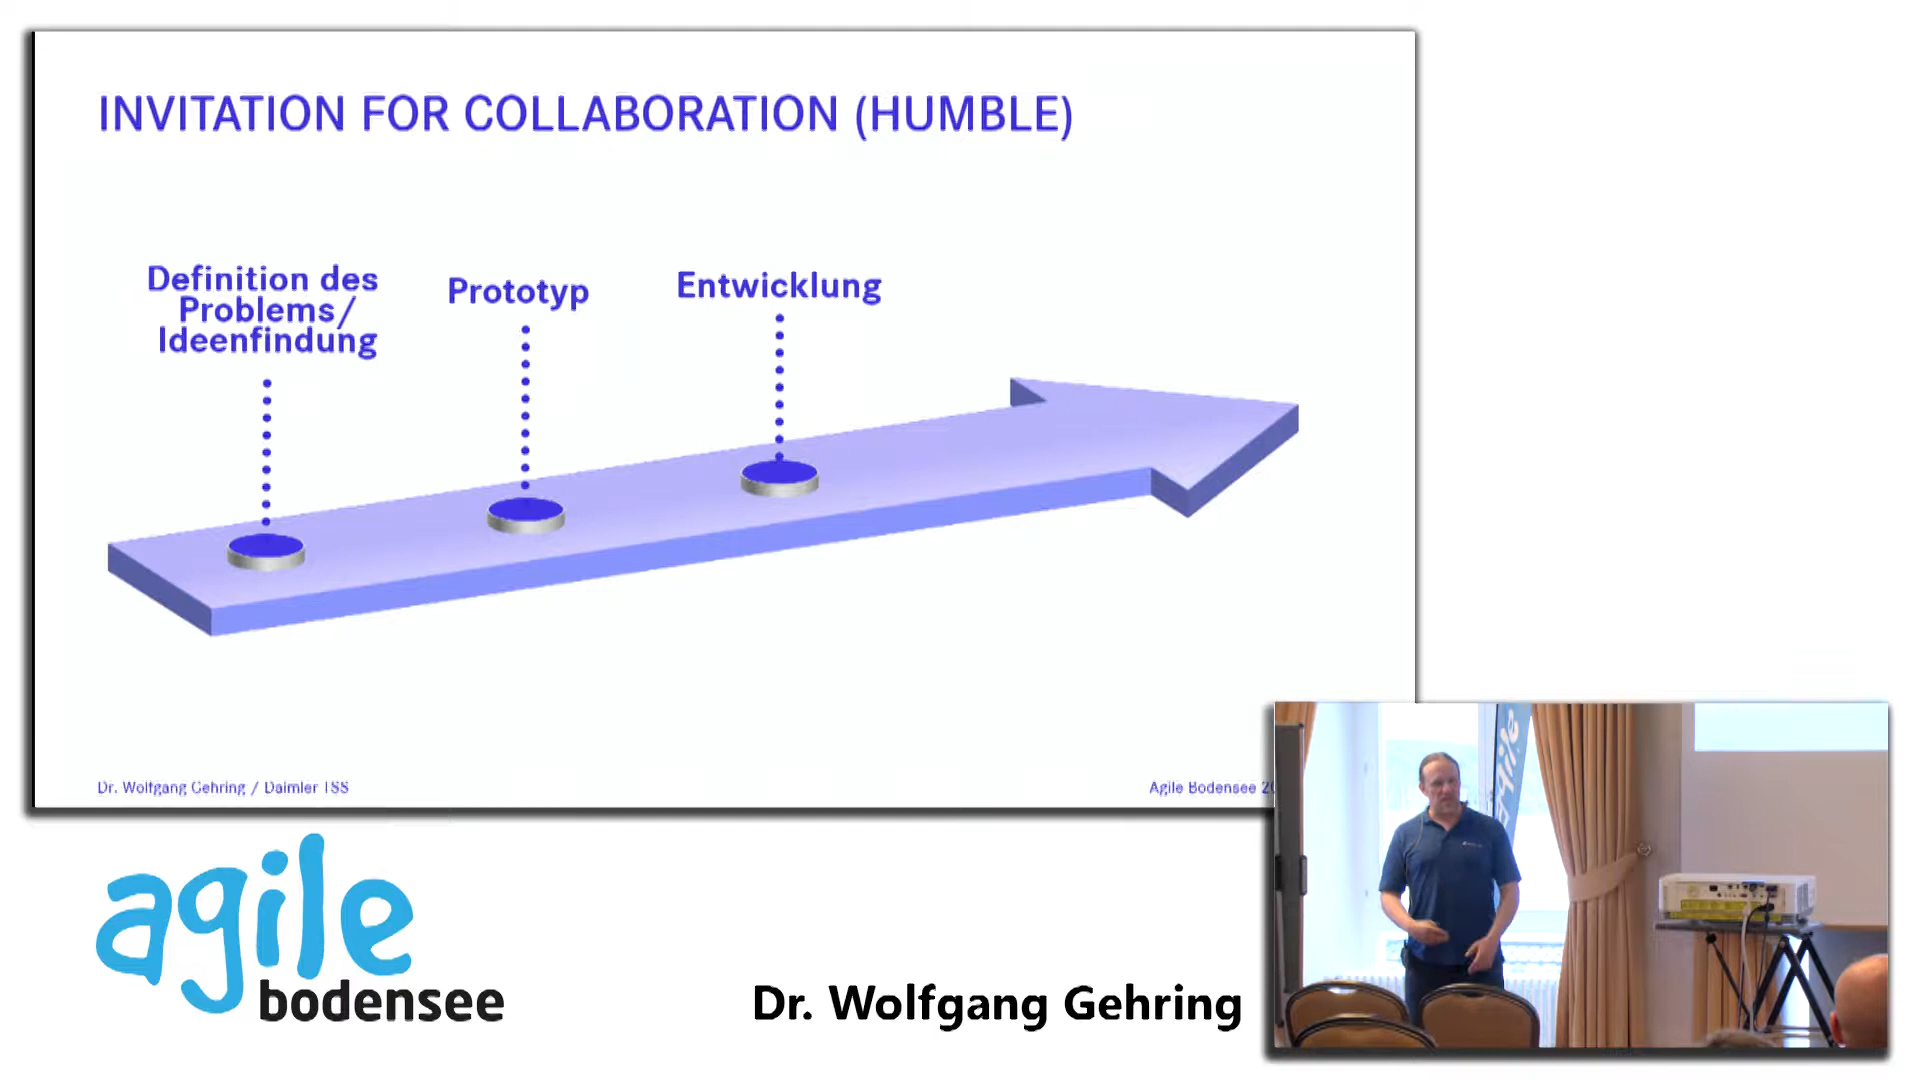 INVITATION FOR COLLABORATION (HUMBLE)
Definition des
Problems/
Ideenfindung
Prototyp
Entwicklung
Dr. Wolfgang Gehring / Daimler TSS
Agile Bodensee
agile
bodensee
Dr. Wolfgang Gehring